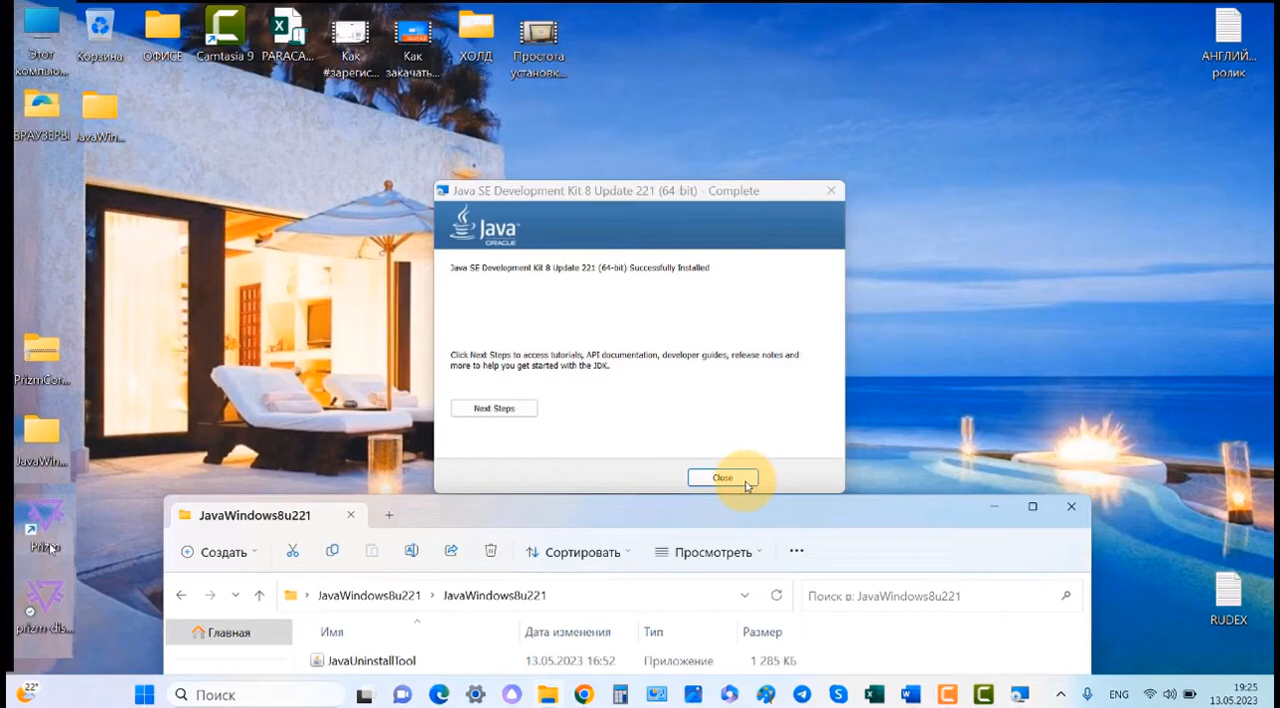 Этот
компью...
Корзина
ОФИСЕ
Camtasia 9
PARACA...
Как
#зарегис...
Как
закачать...
ХОЛД
Простота
установк...
АНГЛИЙ...
ролик
БРАУЗЕРЫ
JavaWin...
PrizmCor...
JavaWin...
Prizm
prizm-dis...
RUDEX
Java SE Development Kit 8 Update 221 (64-bit) - Complete
Java
ORACLE
Java SE Development Kit 8 Update 221 (64-bit) Successfully Installed
Click Next Steps to access tutorials, API documentation, developer guides, release notes and
more to help you get started with the JDK.
Next Steps
Close
JavaWindows8u221
Создать
Сортировать
Просмотреть
JavaWindows8u221 › JavaWindows8u221
Поиск в: JavaWindows8u221
Главная
Имя
Дата изменения
Тип
Размер
JavaUninstallTool
13.05.2023 16:52
Приложение
1 285 КБ
22°
Поиск
ENG
19:25
13.05.2023